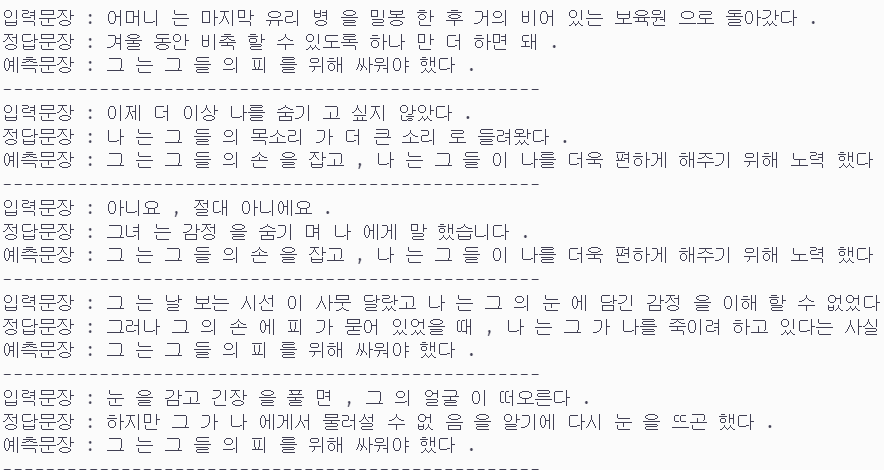 입력문장 : 어머니 는 마지막 유리 병 을 밀봉 한 후 거의 비어 있는 보육원 으로 돌아갔다 .
정답문장 : 겨울 동안 비축 할 수 있도록 하나 만 더 하면 돼 .
예측문장 : 그 는 그 들 의 피 를 위해 싸워야 했다 .
--------------------------------------------------
입력문장 : 이제 더 이상 나를 숨기 고 싶지 않았다 .
정답문장 : 나 는 그 들 의 목소리 가 더 큰 소리 로 들려왔다 .
예측문장 : 그 는 그 들 의 손 을 잡고 , 나 는 그 들 이 나를 더욱 편하게 해주기 위해 노력 했다
--------------------------------------------------
입력문장 : 아니요 , 절대 아니에요 .
정답문장 : 그녀 는 감정 을 숨기 며 나 에게 말 했습니다 .
예측문장 : 그 는 그 들 의 손 을 잡고 , 나 는 그 들 이 나를 더욱 편하게 해주기 위해 노력 했다
--------------------------------------------------
입력문장 : 그 는 날 보는 시선 이 사뭇 달랐고 나 는 그 의 눈 에 담긴 감정 을 이해 할 수 없었다
정답문장 : 그러나 그 의 손 에 피 가 묻어 있었을 때 , 나 는 그 가 나를 죽이려 하고 있다는 사실
예측문장 : 그 는 그 들 의 피 를 위해 싸워야 했다 .
--------------------------------------------------
입력문장 : 눈 을 감고 긴장 을 풀 면 , 그 의 얼굴 이 떠오른다 .
정답문장 : 하지만 그 가 나 에게서 물러설 수 없 음 을 알기에 다시 눈 을 뜨곤 했다 .
예측문장 : 그 는 그 들 의 피 를 위해 싸워야 했다 .
--------------------------------------------------